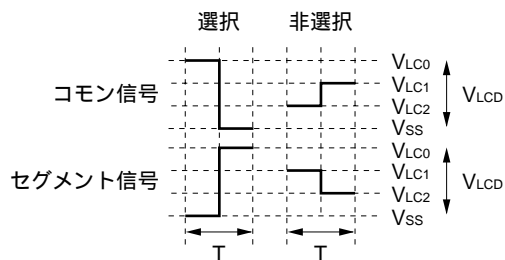 選択 非選択
VLC0
VLC1
コモン信号 VLCD
VLC2
VSS
VLC0
VLC1
セグメント信号 VLCD
VLC2
VSS
T T